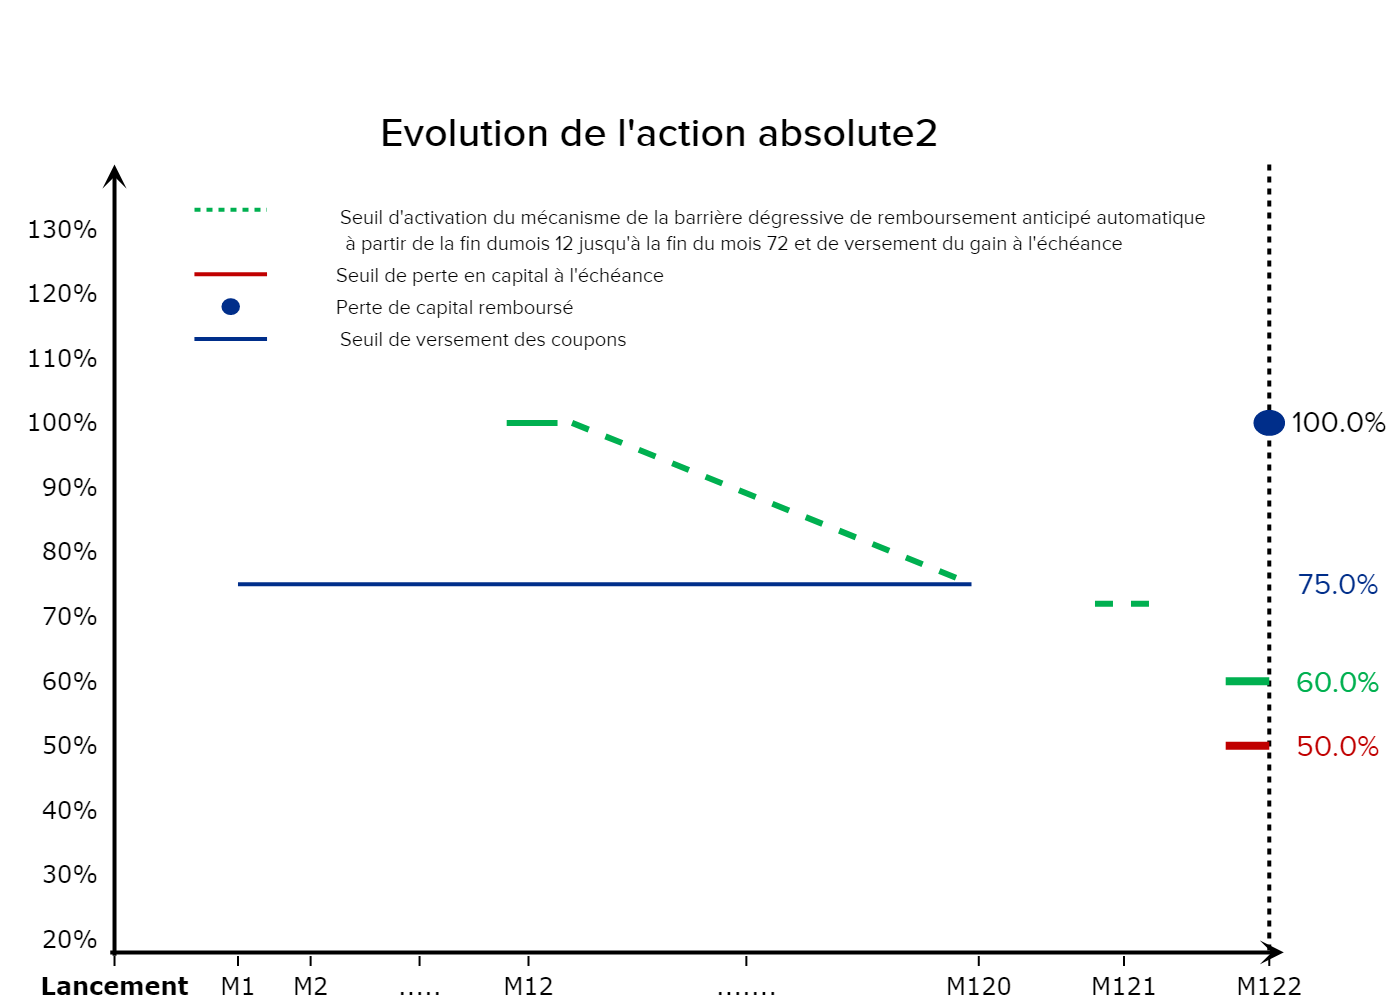 Evolution de l'action absolute2
Seuil d'activation du mécanisme de la barrière dégressive de remboursement anticipé automatique
à partir de la fin dumois 12 jusqu'à la fin du mois 72 et de versement du gain à l'échéance
Seuil de perte en capital à l'échéance
Perte de capital remboursé
Seuil de versement des coupons
130%
120%
110%
100%
90%
80%
70%
60%
50%
40%
30%
20%
100.0%
75.0%
60.0%
50.0%
Lancement M1 M2 ..... M12 ....... M120 M121 M122